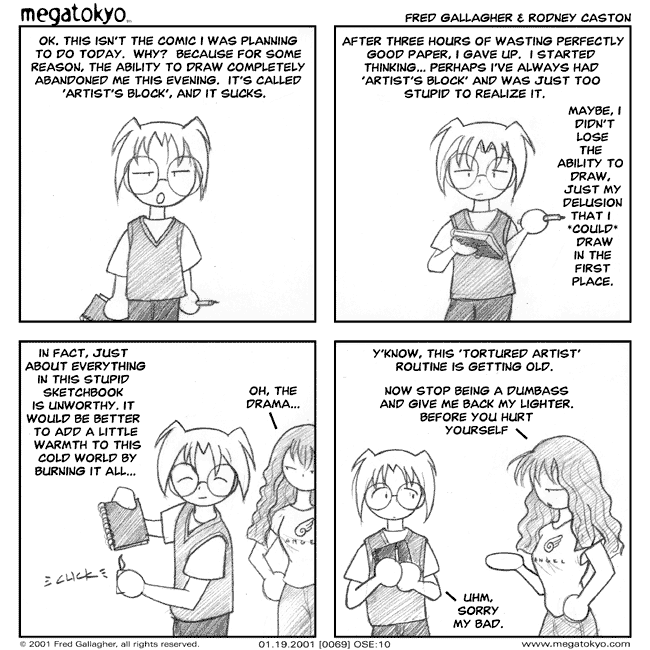 megatokyo™
FRED GALLAGHER & RODNEY CASTON
OK. THIS ISN'T THE COMIC I WAS PLANNING
TO DO TODAY. WHY? BECAUSE FOR SOME
REASON, THE ABILITY TO DRAW COMPLETELY
ABANDONED ME THIS EVENING. IT'S CALLED
'ARTIST'S BLOCK', AND IT SUCKS.
AFTER THREE HOURS OF WASTING PERFECTLY
GOOD PAPER, I GAVE UP. I STARTED
THINKING... PERHAPS I'VE ALWAYS HAD
'ARTIST'S BLOCK' AND WAS JUST TOO
STUPID TO REALIZE IT.
MAYBE, I
DIDN'T
LOSE
THE
ABILITY TO
DRAW,
JUST MY
DELUSION
THAT I
*COULD*
DRAW
IN THE
FIRST
PLACE.
IN FACT, JUST
ABOUT EVERYTHING
IN THIS STUPID
SKETCHBOOK
IS UNWORTHY. IT
WOULD BE BETTER
TO ADD A LITTLE
WARMTH TO THIS
COLD WORLD BY
BURNING IT ALL...
OH, THE
DRAMA...
CLICK
ANGEL
Y'KNOW, THIS 'TORTURED ARTIST'
ROUTINE IS GETTING OLD.
NOW STOP BEING A DUMBASS
AND GIVE ME BACK MY LIGHTER.
BEFORE YOU HURT
YOURSELF
ANGEL
UHM,
SORRY
MY BAD.
© 2001 Fred Gallagher, all rights reserved.
01.19.2001 [0069] OSE:10
www.megatokyo.com